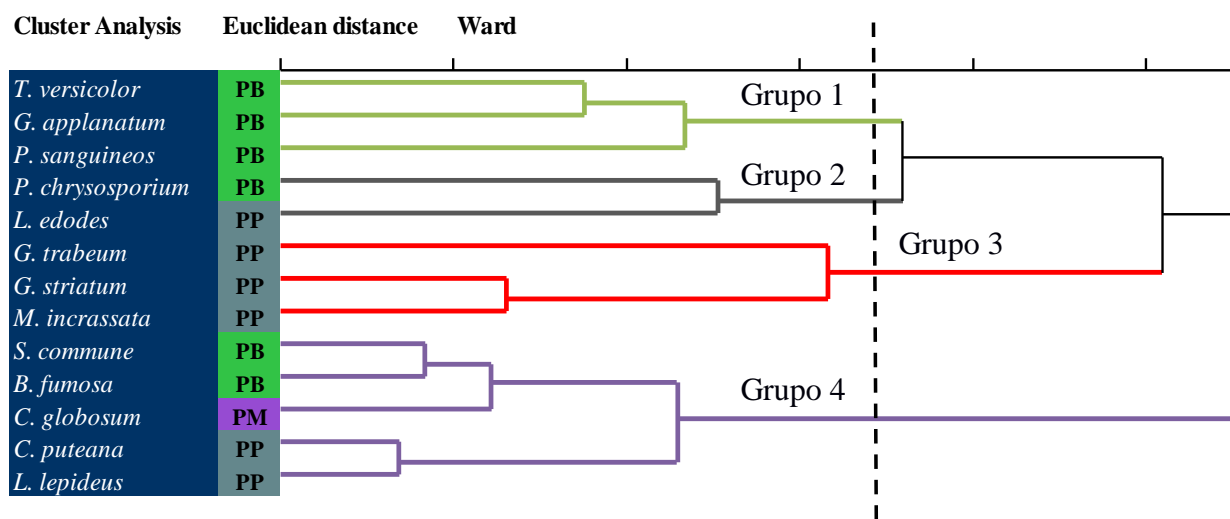 Cluster Analysis Euclidean distance Ward
T. versicolor PB
Grupo 1
G. applanatum PB
P. sanguineos PB
P. chrysosporium PB
Grupo 2
L. edodes PP
G. trabeum PP
Grupo 3
G. striatum PP
M. incrassata PP
S. commune PB
B. fumosa PB
Grupo 4
C. globosum PM
C. puteana PP
L. lepideus PP